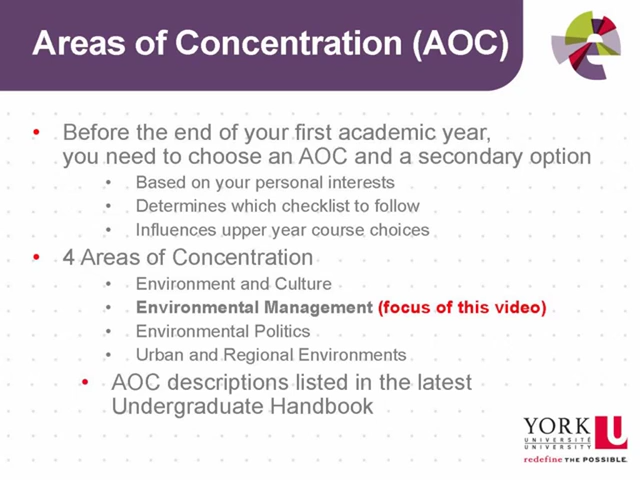 Areas of Concentration (AOC)
• Before the end of your first academic year,
you need to choose an AOC and a secondary option
• Based on your personal interests
• Determines which checklist to follow
• Influences upper year course choices
• 4 Areas of Concentration
• Environment and Culture
• Environmental Management (focus of this video)
• Environmental Politics
• Urban and Regional Environments
• AOC descriptions listed in the latest
Undergraduate Handbook
YORK U
UNIVERSITÉ
UNIVERSITY
redefine THE POSSIBLE.